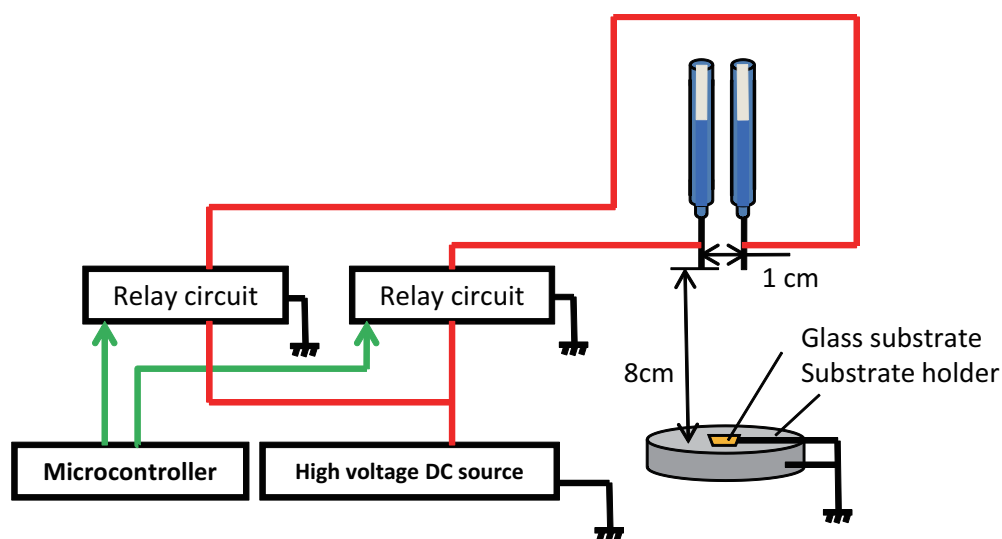 1 cm
Relay circuit
Relay circuit
Glass substrate
Substrate holder
8cm
Microcontroller
High voltage DC source